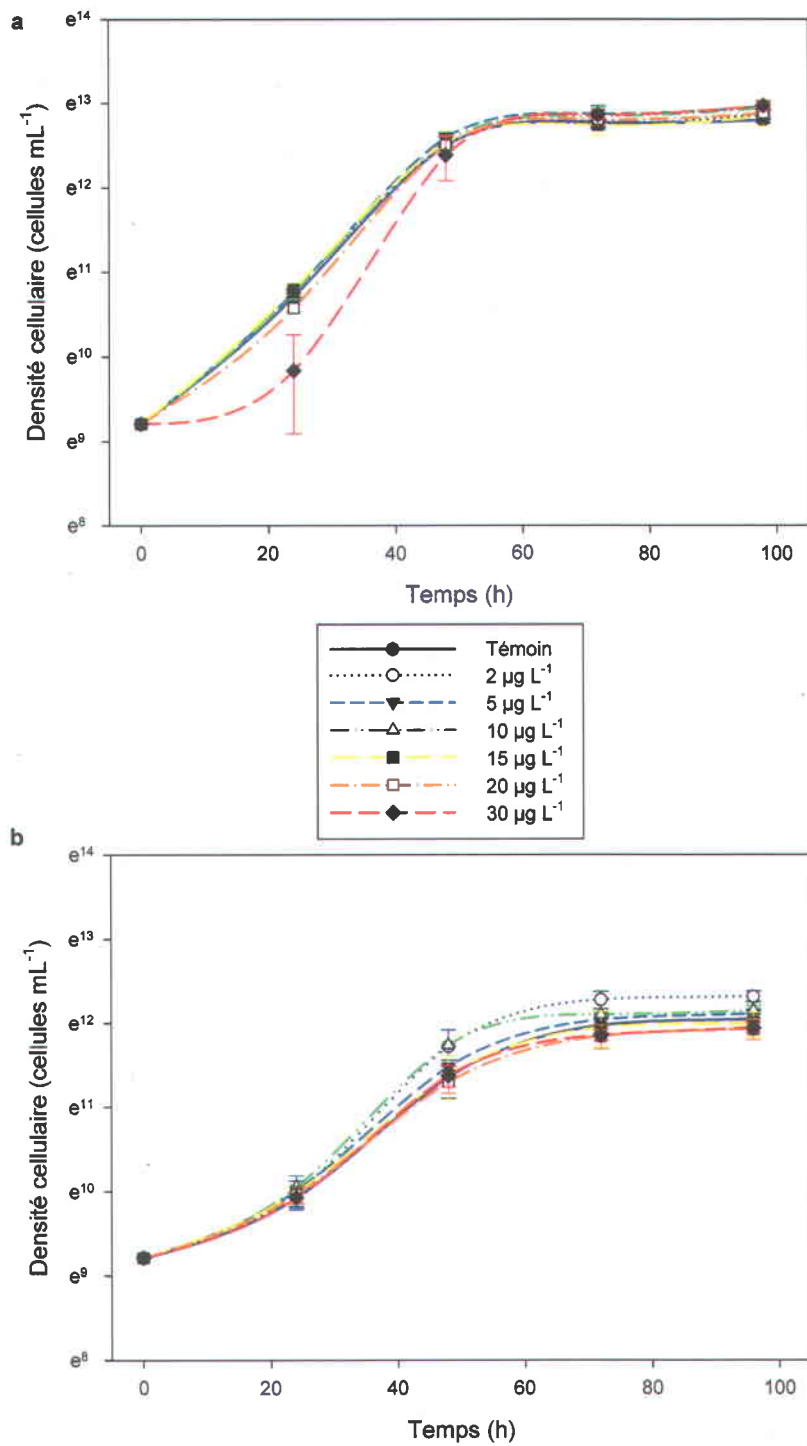 a
Densité cellulaire (cellules mL⁻¹)
e¹⁴
e¹³
e¹²
e¹¹
e¹⁰
e⁹
e⁸
0 20 40 60 80 100
Temps (h)
Témoin
2 µg L⁻¹
5 µg L⁻¹
10 µg L⁻¹
15 µg L⁻¹
20 µg L⁻¹
30 µg L⁻¹
b
Densité cellulaire (cellules mL⁻¹)
e¹⁴
e¹³
e¹²
e¹¹
e¹⁰
e⁹
e⁸
0 20 40 60 80 100
Temps (h)